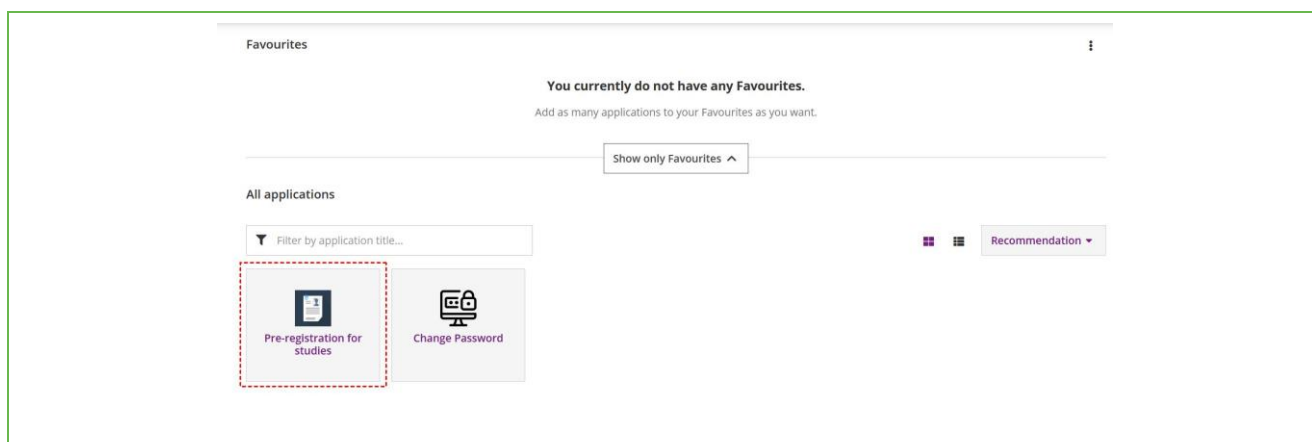 Favourites
You currently do not have any Favourites.
Add as many applications to your Favourites as you want.
Show only Favourites
All applications
Filter by application title...
Recommendation
Pre-registration for
studies
Change Password